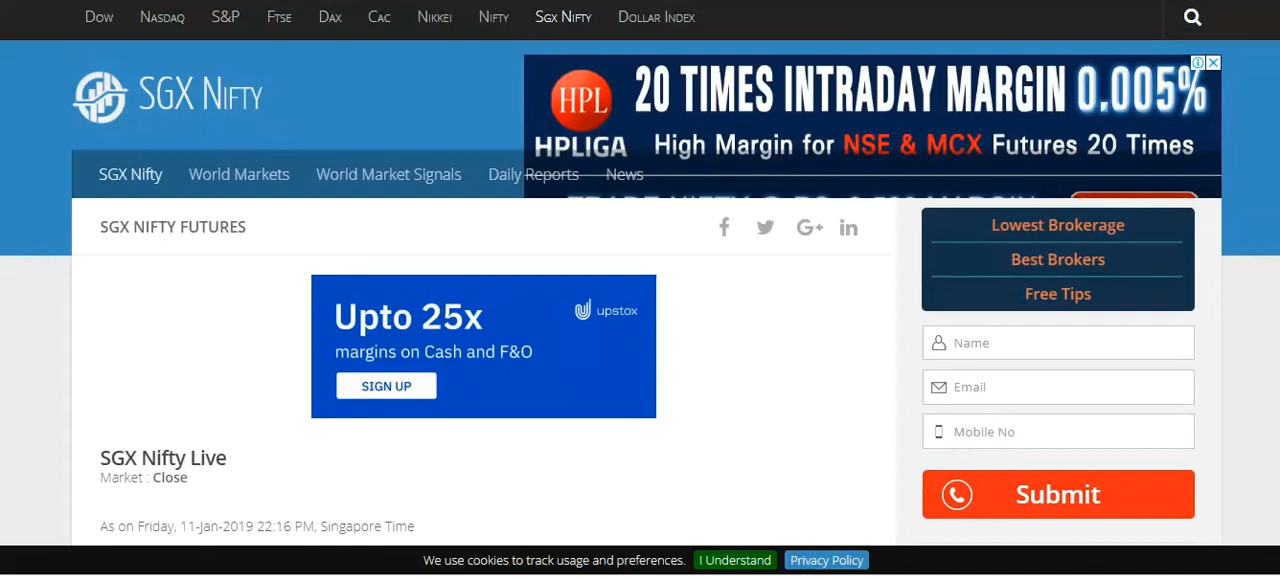 Dow Nasdaq S&P Ftse Dax Cac Nikkei Nifty Sgx Nifty Dollar Index
SGX Nifty
HPL
HPLIGA
20 TIMES INTRADAY MARGIN 0.005%
High Margin for NSE & MCX Futures 20 Times
SGX Nifty World Markets World Market Signals Daily Reports News
SGX NIFTY FUTURES
Upto 25x
upstox
margins on Cash and F&O
SIGN UP
SGX Nifty Live
Market : Close
As on Friday, 11-Jan-2019 22:16 PM, Singapore Time
Lowest Brokerage
Best Brokers
Free Tips
Name
Email
Mobile No
Submit
We use cookies to track usage and preferences. I Understand Privacy Policy